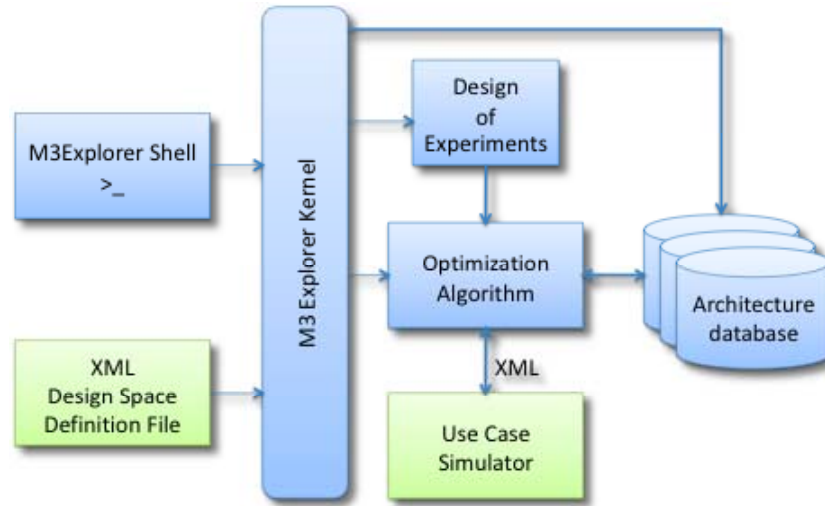 M3Explorer Shell
>_
XML
Design Space
Definition File
M3 Explorer Kernel
Design
of
Experiments
Optimization
Algorithm
XML
Use Case
Simulator
Architecture
database